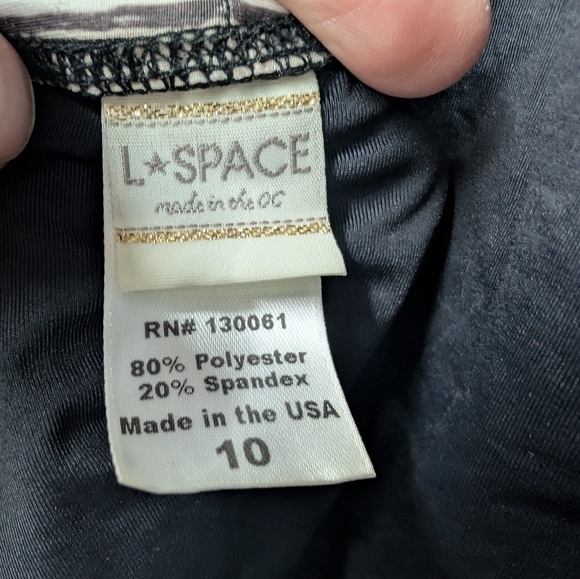 L★SPACE
made in the OC
RN# 130061
80% Polyester
20% Spandex
Made in the USA
10